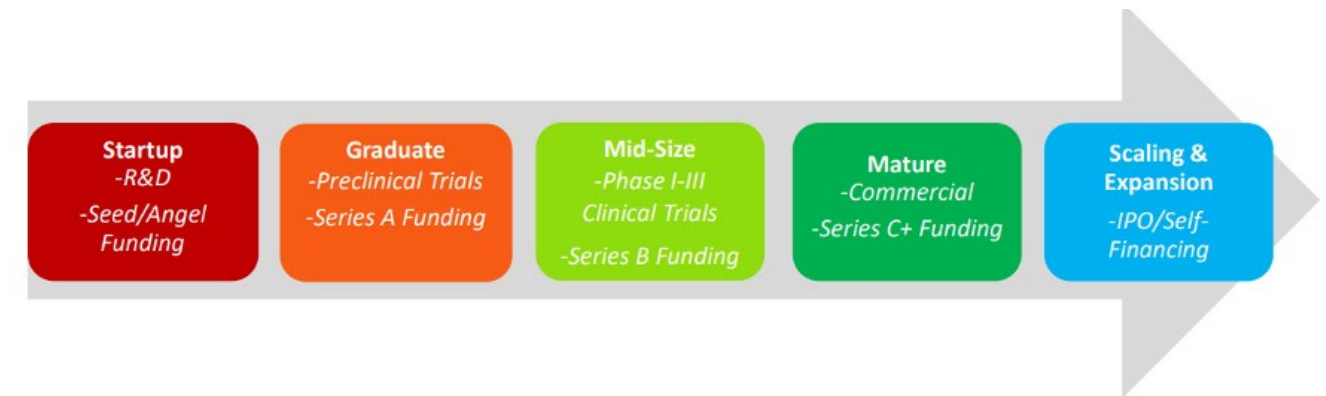 Startup
-R&D
-Seed/Angel
Funding
Graduate
-Preclinical Trials
-Series A Funding
Mid-Size
-Phase I-III
Clinical Trials
-Series B Funding
Mature
-Commercial
-Series C+ Funding
Scaling &
Expansion
-IPO/Self-
Financing